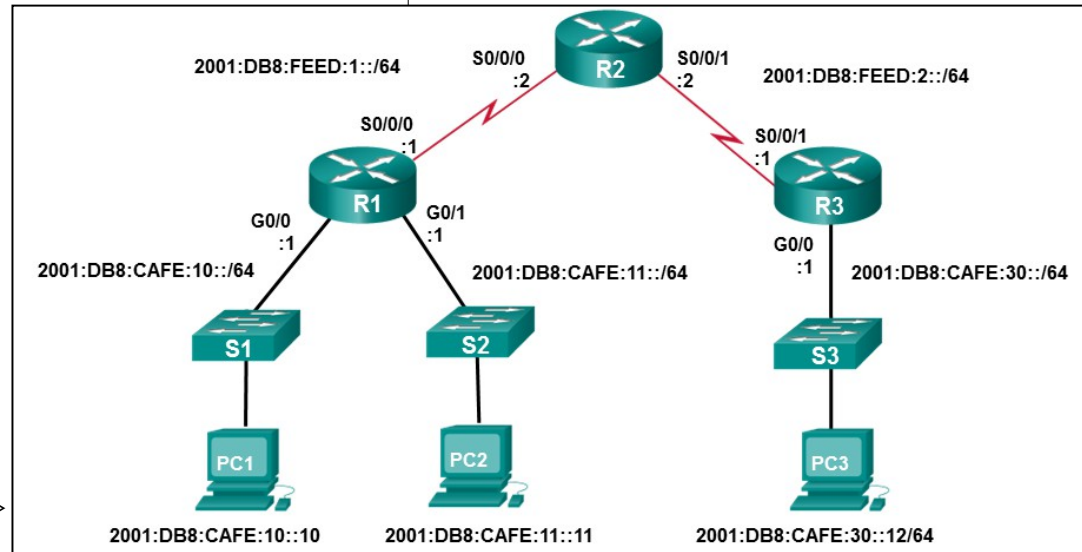 R2
2001:DB8:FEED:1::/64
S0/0/0
:2
S0/0/1
:2
2001:DB8:FEED:2::/64
S0/0/0
:1
S0/0/1
:1
R1
R3
G0/0
:1
G0/1
:1
G0/0
:1
2001:DB8:CAFE:10::/64
2001:DB8:CAFE:11::/64
2001:DB8:CAFE:30::/64
S1
S2
S3
PC1
PC2
PC3
2001:DB8:CAFE:10::10
2001:DB8:CAFE:11::11
2001:DB8:CAFE:30::12/64